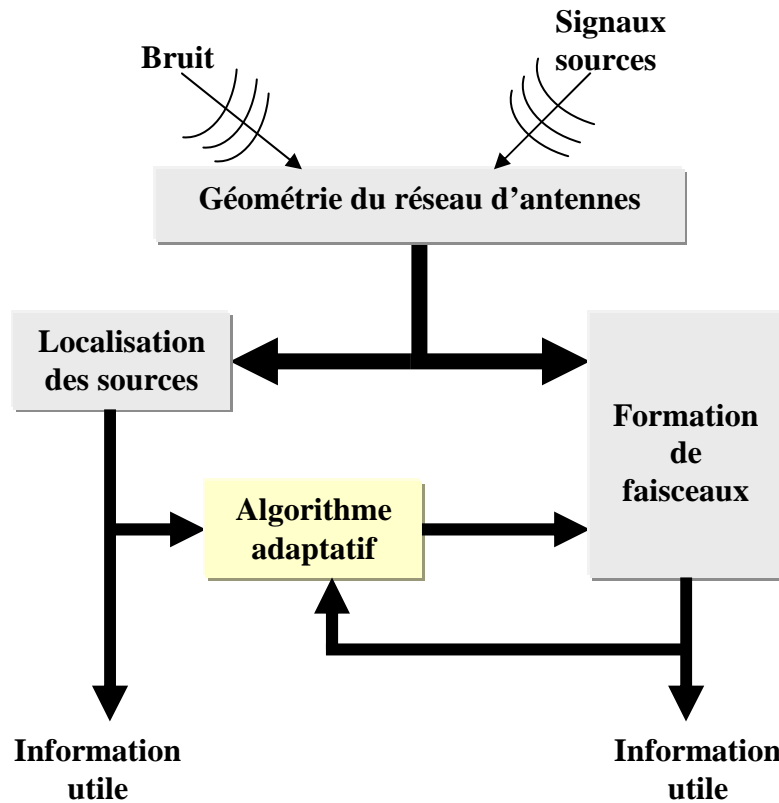 Bruit
Signaux
sources
Géométrie du réseau d’antennes
Localisation
des sources
Formation
de
faisceaux
Algorithme
adaptatif
Information
utile
Information
utile